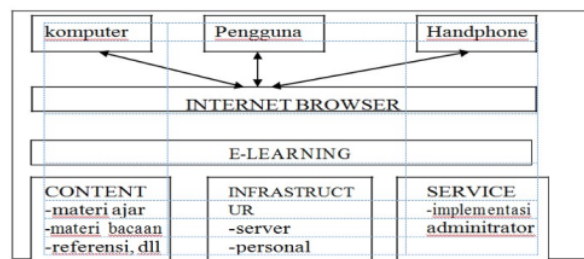 komputer
Pengguna
Handphone
INTERNET BROWSER
E-LEARNING
CONTENT
-materi ajar
-materi bacaan
-referensi, dll
INFRASTRUCT
UR
-server
-personal
SERVICE
-implementasi
adminitrator